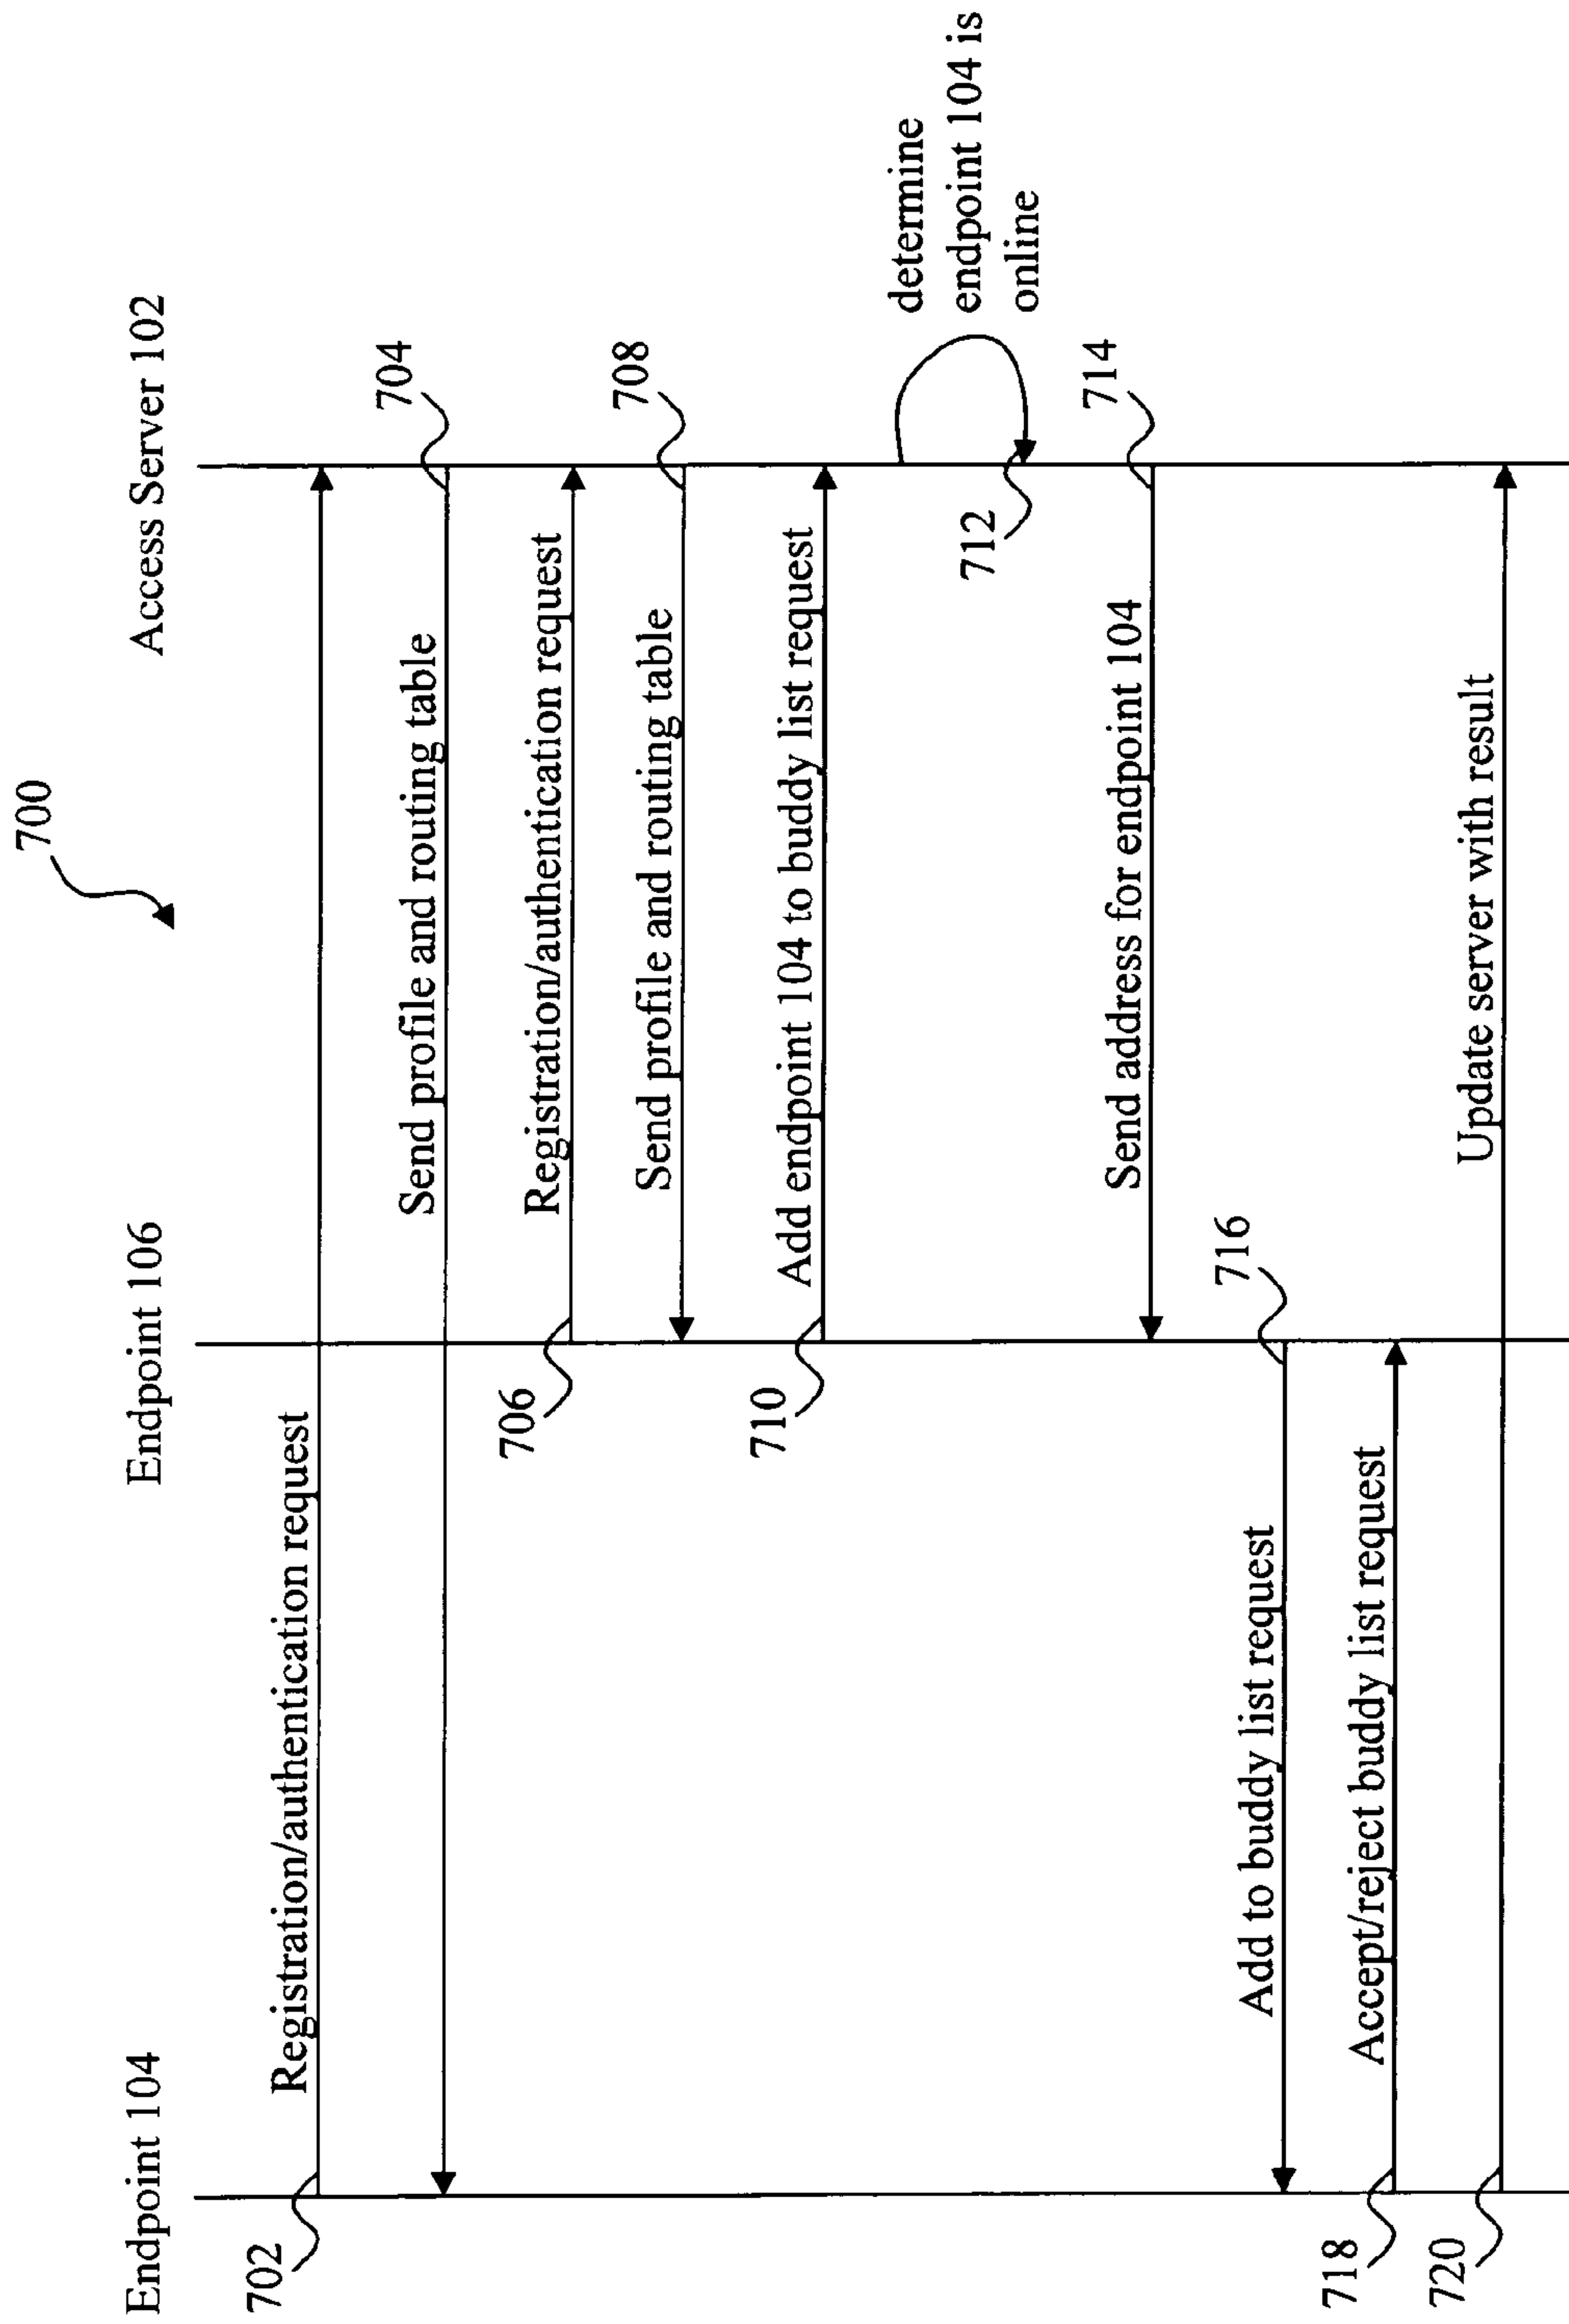 700
Endpoint 104
Endpoint 106
Access Server 102
702
Registration/authentication request
704
Send profile and routing table
706
Registration/authentication request
708
Send profile and routing table
710
Add endpoint 104 to buddy list request
determine
endpoint 104 is
online
712
714
Send address for endpoint 104
716
Add to buddy list request
718
Accept/reject buddy list request
720
Update server with result